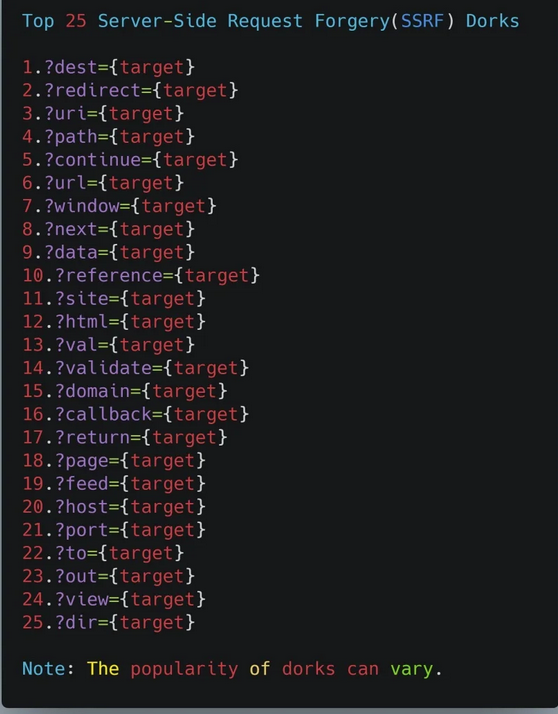 Top 25 Server-Side Request Forgery(SSRF) Dorks
1.?dest={target}
2.?redirect={target}
3.?uri={target}
4.?path={target}
5.?continue={target}
6.?url={target}
7.?window={target}
8.?next={target}
9.?data={target}
10.?reference={target}
11.?site={target}
12.?html={target}
13.?val={target}
14.?validate={target}
15.?domain={target}
16.?callback={target}
17.?return={target}
18.?page={target}
19.?feed={target}
20.?host={target}
21.?port={target}
22.?to={target}
23.?out={target}
24.?view={target}
25.?dir={target}
Note: The popularity of dorks can vary.